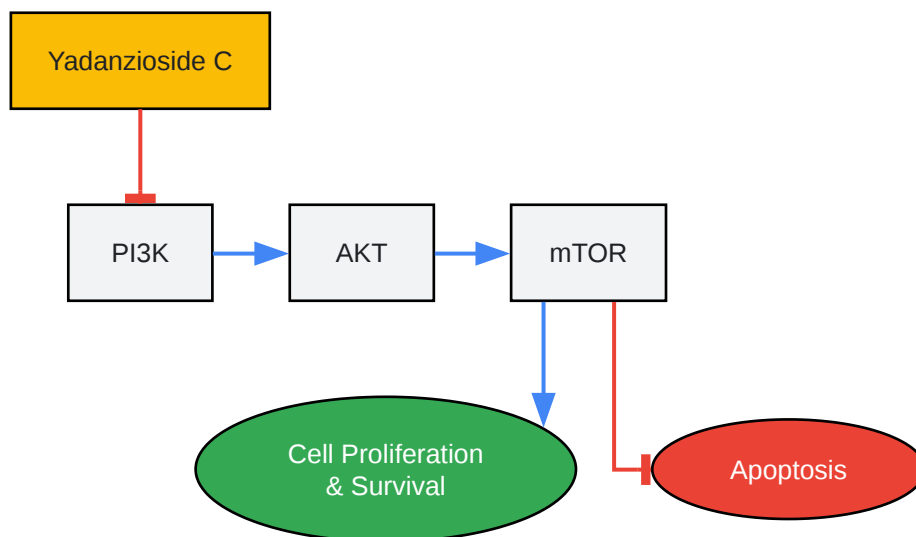 Yadanzioside C
PI3K
AKT
mTOR
Cell Proliferation
& Survival
Apoptosis